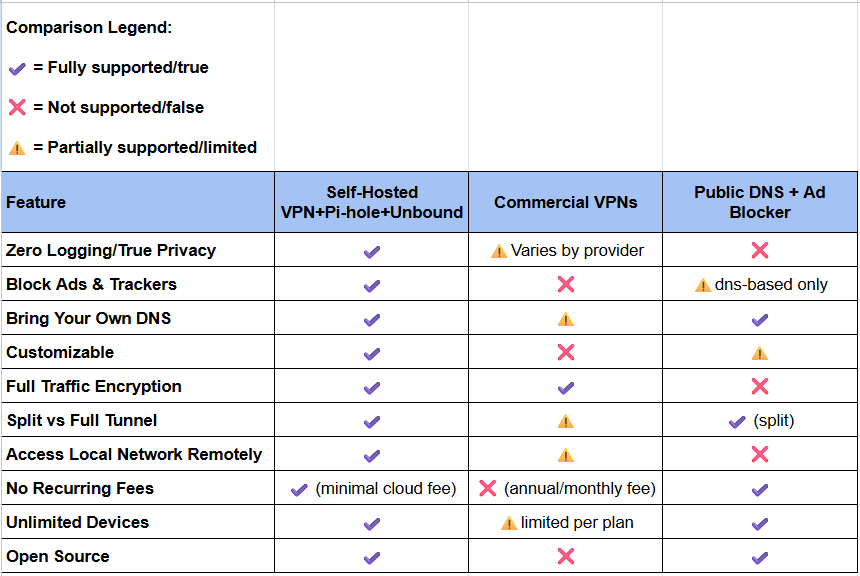 Comparison Legend:
✔ = Fully supported/true
❌ = Not supported/false
⚠ = Partially supported/limited
Feature Self-Hosted VPN+Pi-hole+Unbound Commercial VPNs Public DNS + Ad Blocker
Zero Logging/True Privacy ✔ ⚠ Varies by provider ❌
Block Ads & Trackers ✔ ❌ ⚠ dns-based only
Bring Your Own DNS ✔ ⚠ ✔
Customizable ✔ ❌ ⚠
Full Traffic Encryption ✔ ✔ ❌
Split vs Full Tunnel ✔ ⚠ ✔ (split)
Access Local Network Remotely ✔ ⚠ ❌
No Recurring Fees ✔ (minimal cloud fee) ❌ (annual/monthly fee) ✔
Unlimited Devices ✔ ⚠ limited per plan ✔
Open Source ✔ ❌ ✔